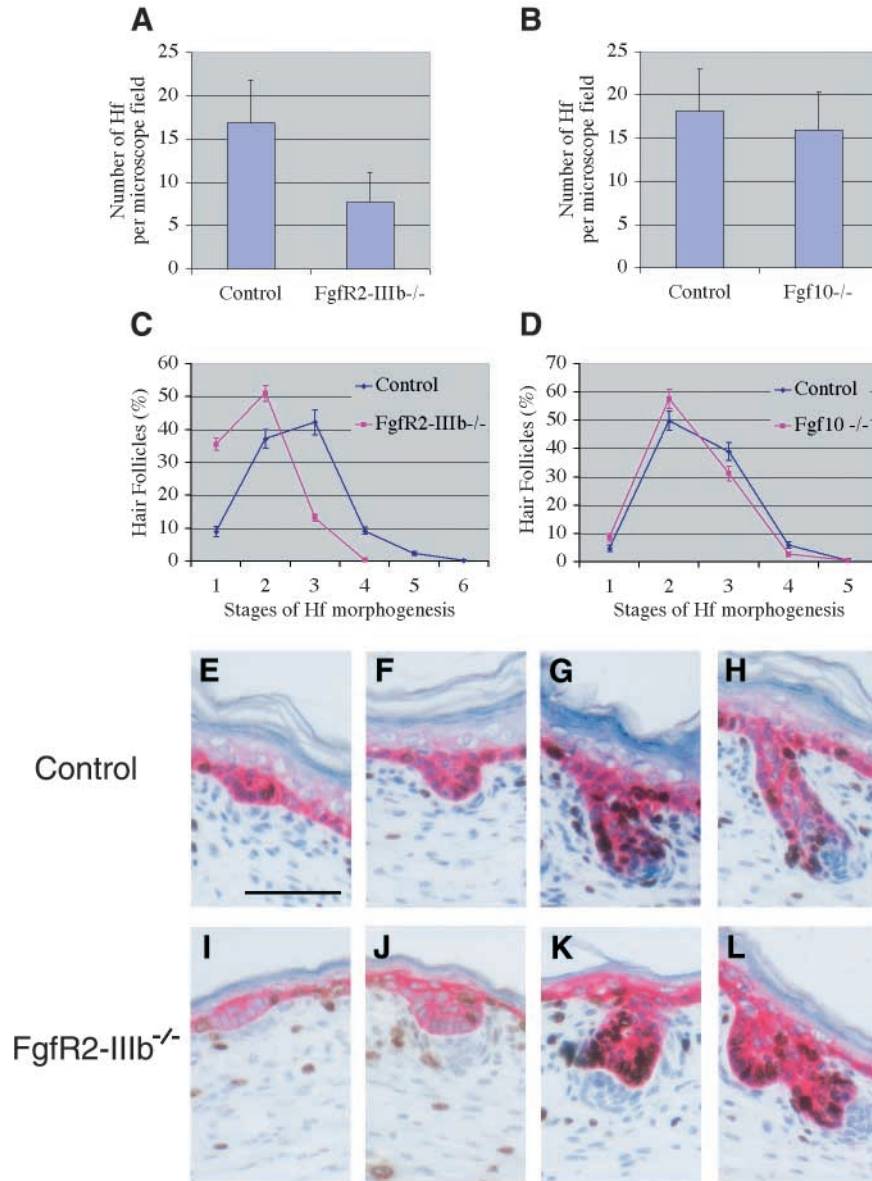 A
25
20
15
10
5
0
Number of Hf
per microscope field
Control
FgfR2-IIIb-/-
B
25
20
15
10
5
0
Number of Hf
per microscope field
Control
Fgf10-/-
C
60
50
40
30
20
10
0
Hair Follicles (%)
Control
FgfR2-IIIb-/-
1 2 3 4 5 6
Stages of Hf morphogenesis
D
70
60
50
40
30
20
10
0
Hair Follicles (%)
Control
Fgf10 -/-
1 2 3 4 5
Stages of Hf morphogenesis
Control
E
F
G
H
FgfR2-IIIb-/-
I
J
K
L